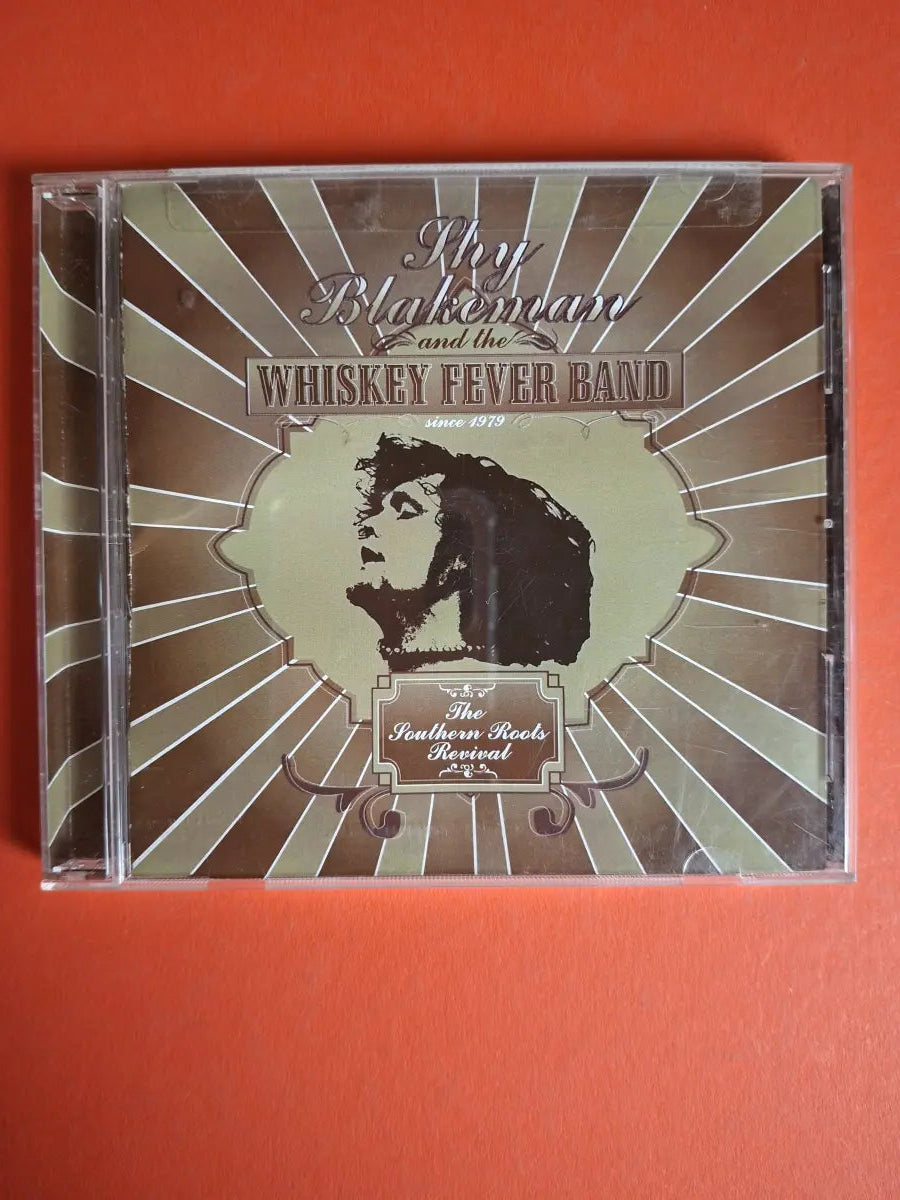 Shy
Blakeman
and the
WHISKEY FEVER BAND
since 1979
The
Southern Roots
Revival